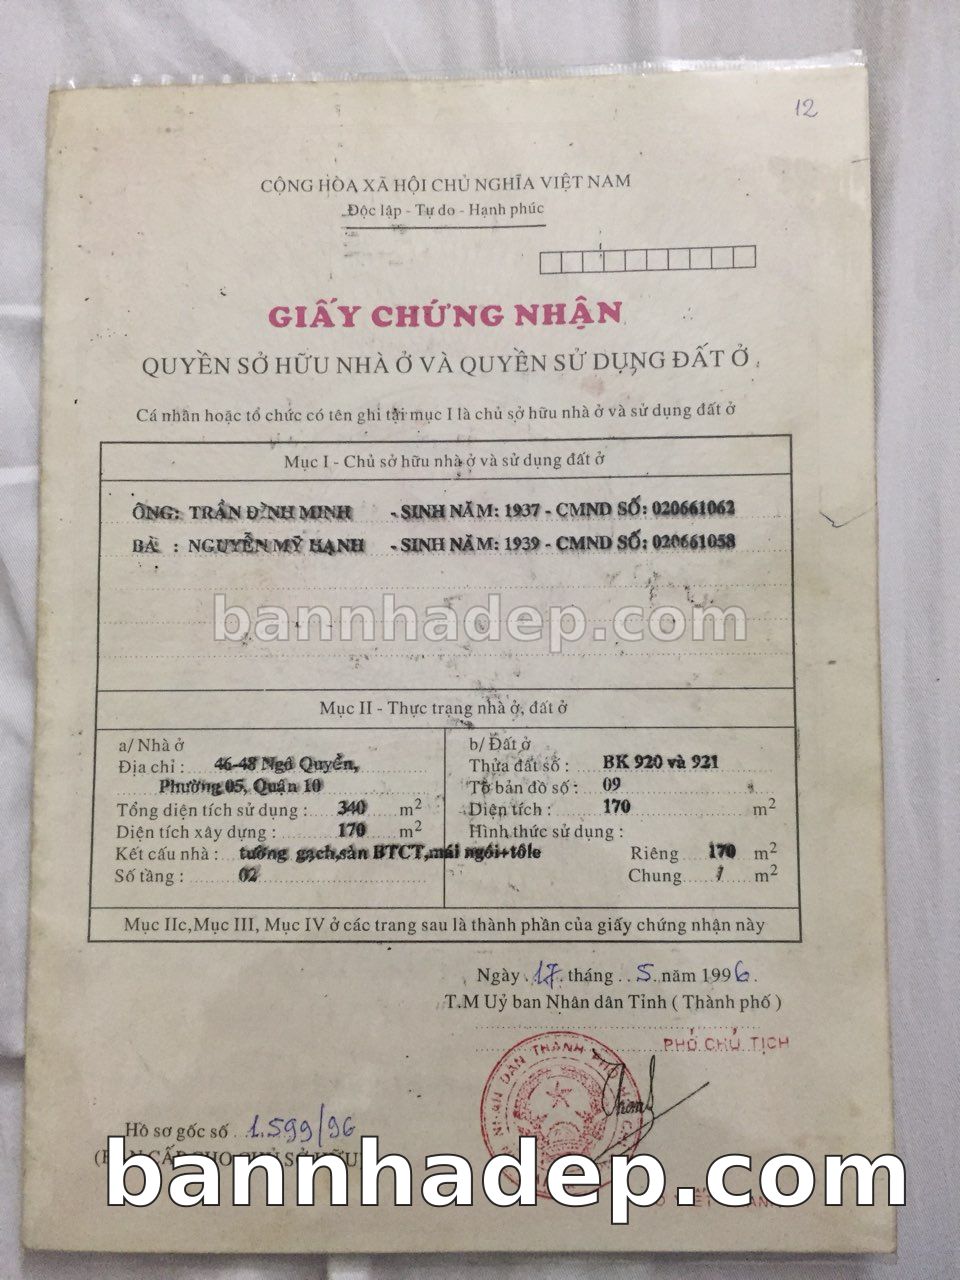 12
CỘNG HÒA XÃ HỘI CHỦ NGHĨA VIỆT NAM
Độc lập - Tự do - Hạnh phúc
GIẤY CHỨNG NHẬN
QUYỀN SỞ HỮU NHÀ Ở VÀ QUYỀN SỬ DỤNG ĐẤT Ở
Cá nhân hoặc tổ chức có tên ghi tại mục I là chủ sở hữu nhà ở và sử dụng đất ở
Mục I - Chủ sở hữu nhà ở và sử dụng đất ở
ÔNG: TRẦN ĐÌNH MINH - SINH NĂM: 1937 - CMND SỐ: 020661062
BÀ : NGUYỄN MỸ HẠNH - SINH NĂM: 1939 - CMND SỐ: 020661058
bannhadep.com
Mục II - Thực trạng nhà ở, đất ở
a/ Nhà ở
Địa chỉ : 46-48 Ngô Quyền,
Phường 05, Quận 10
Tổng diện tích sử dụng : 340 m2
Diện tích xây dựng : 170 m2
Kết cấu nhà : tường gạch,sàn BTCT,mái ngói+tôle
Số tầng : 02
b/ Đất ở
Thửa đất số : BK 920 và 921
Tờ bản đồ số : 09
Diện tích : 170 m2
Hình thức sử dụng :
Riêng 170 m2
Chung / m2
Mục IIc,Mục III, Mục IV ở các trang sau là thành phần của giấy chứng nhận này
Ngày 17 tháng 5 năm 1996.
T.M Uỷ ban Nhân dân Tỉnh ( Thành phố )
PHÓ CHỦ TỊCH
NHÂN DÂN THÀNH PHỐ
Hồ sơ gốc số 1.599/96
bannhadep.com